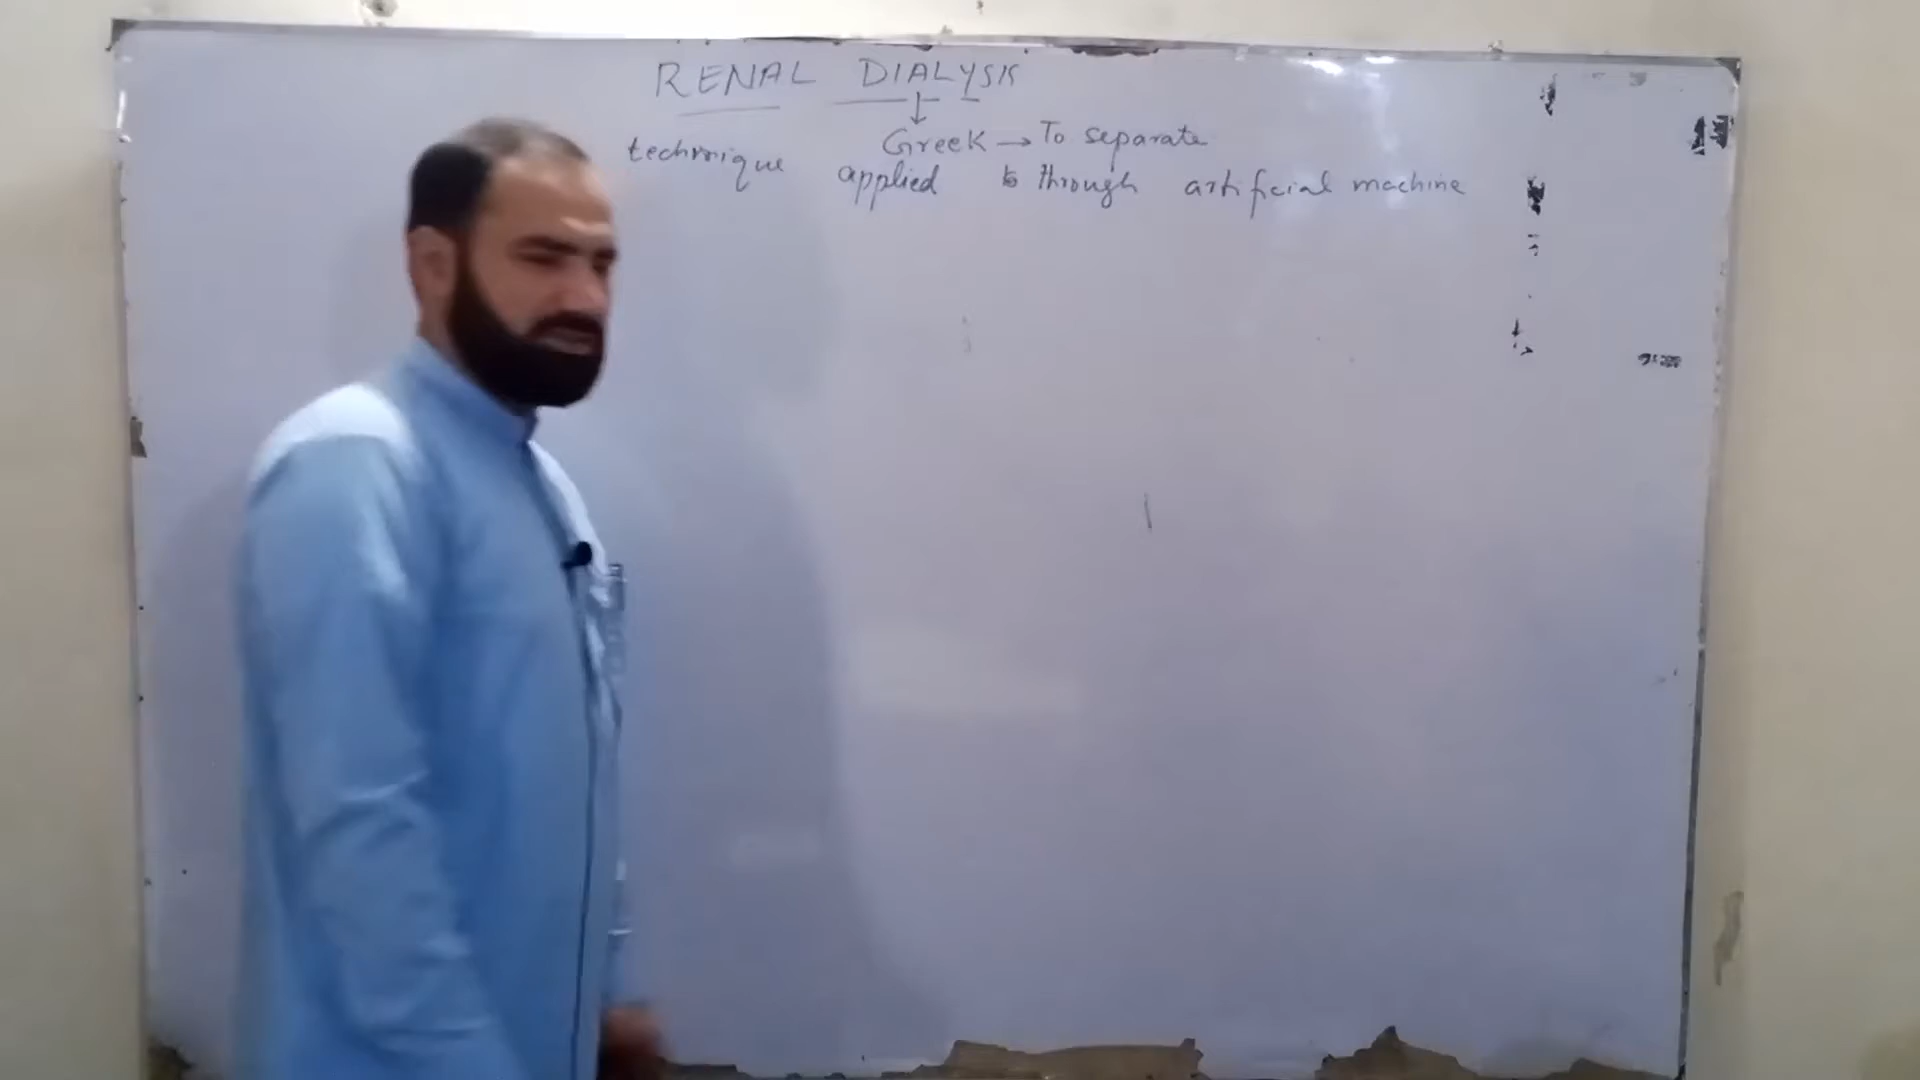 RENAL DIALYSIS
Greek → To separate
technique applied to through artificial machine